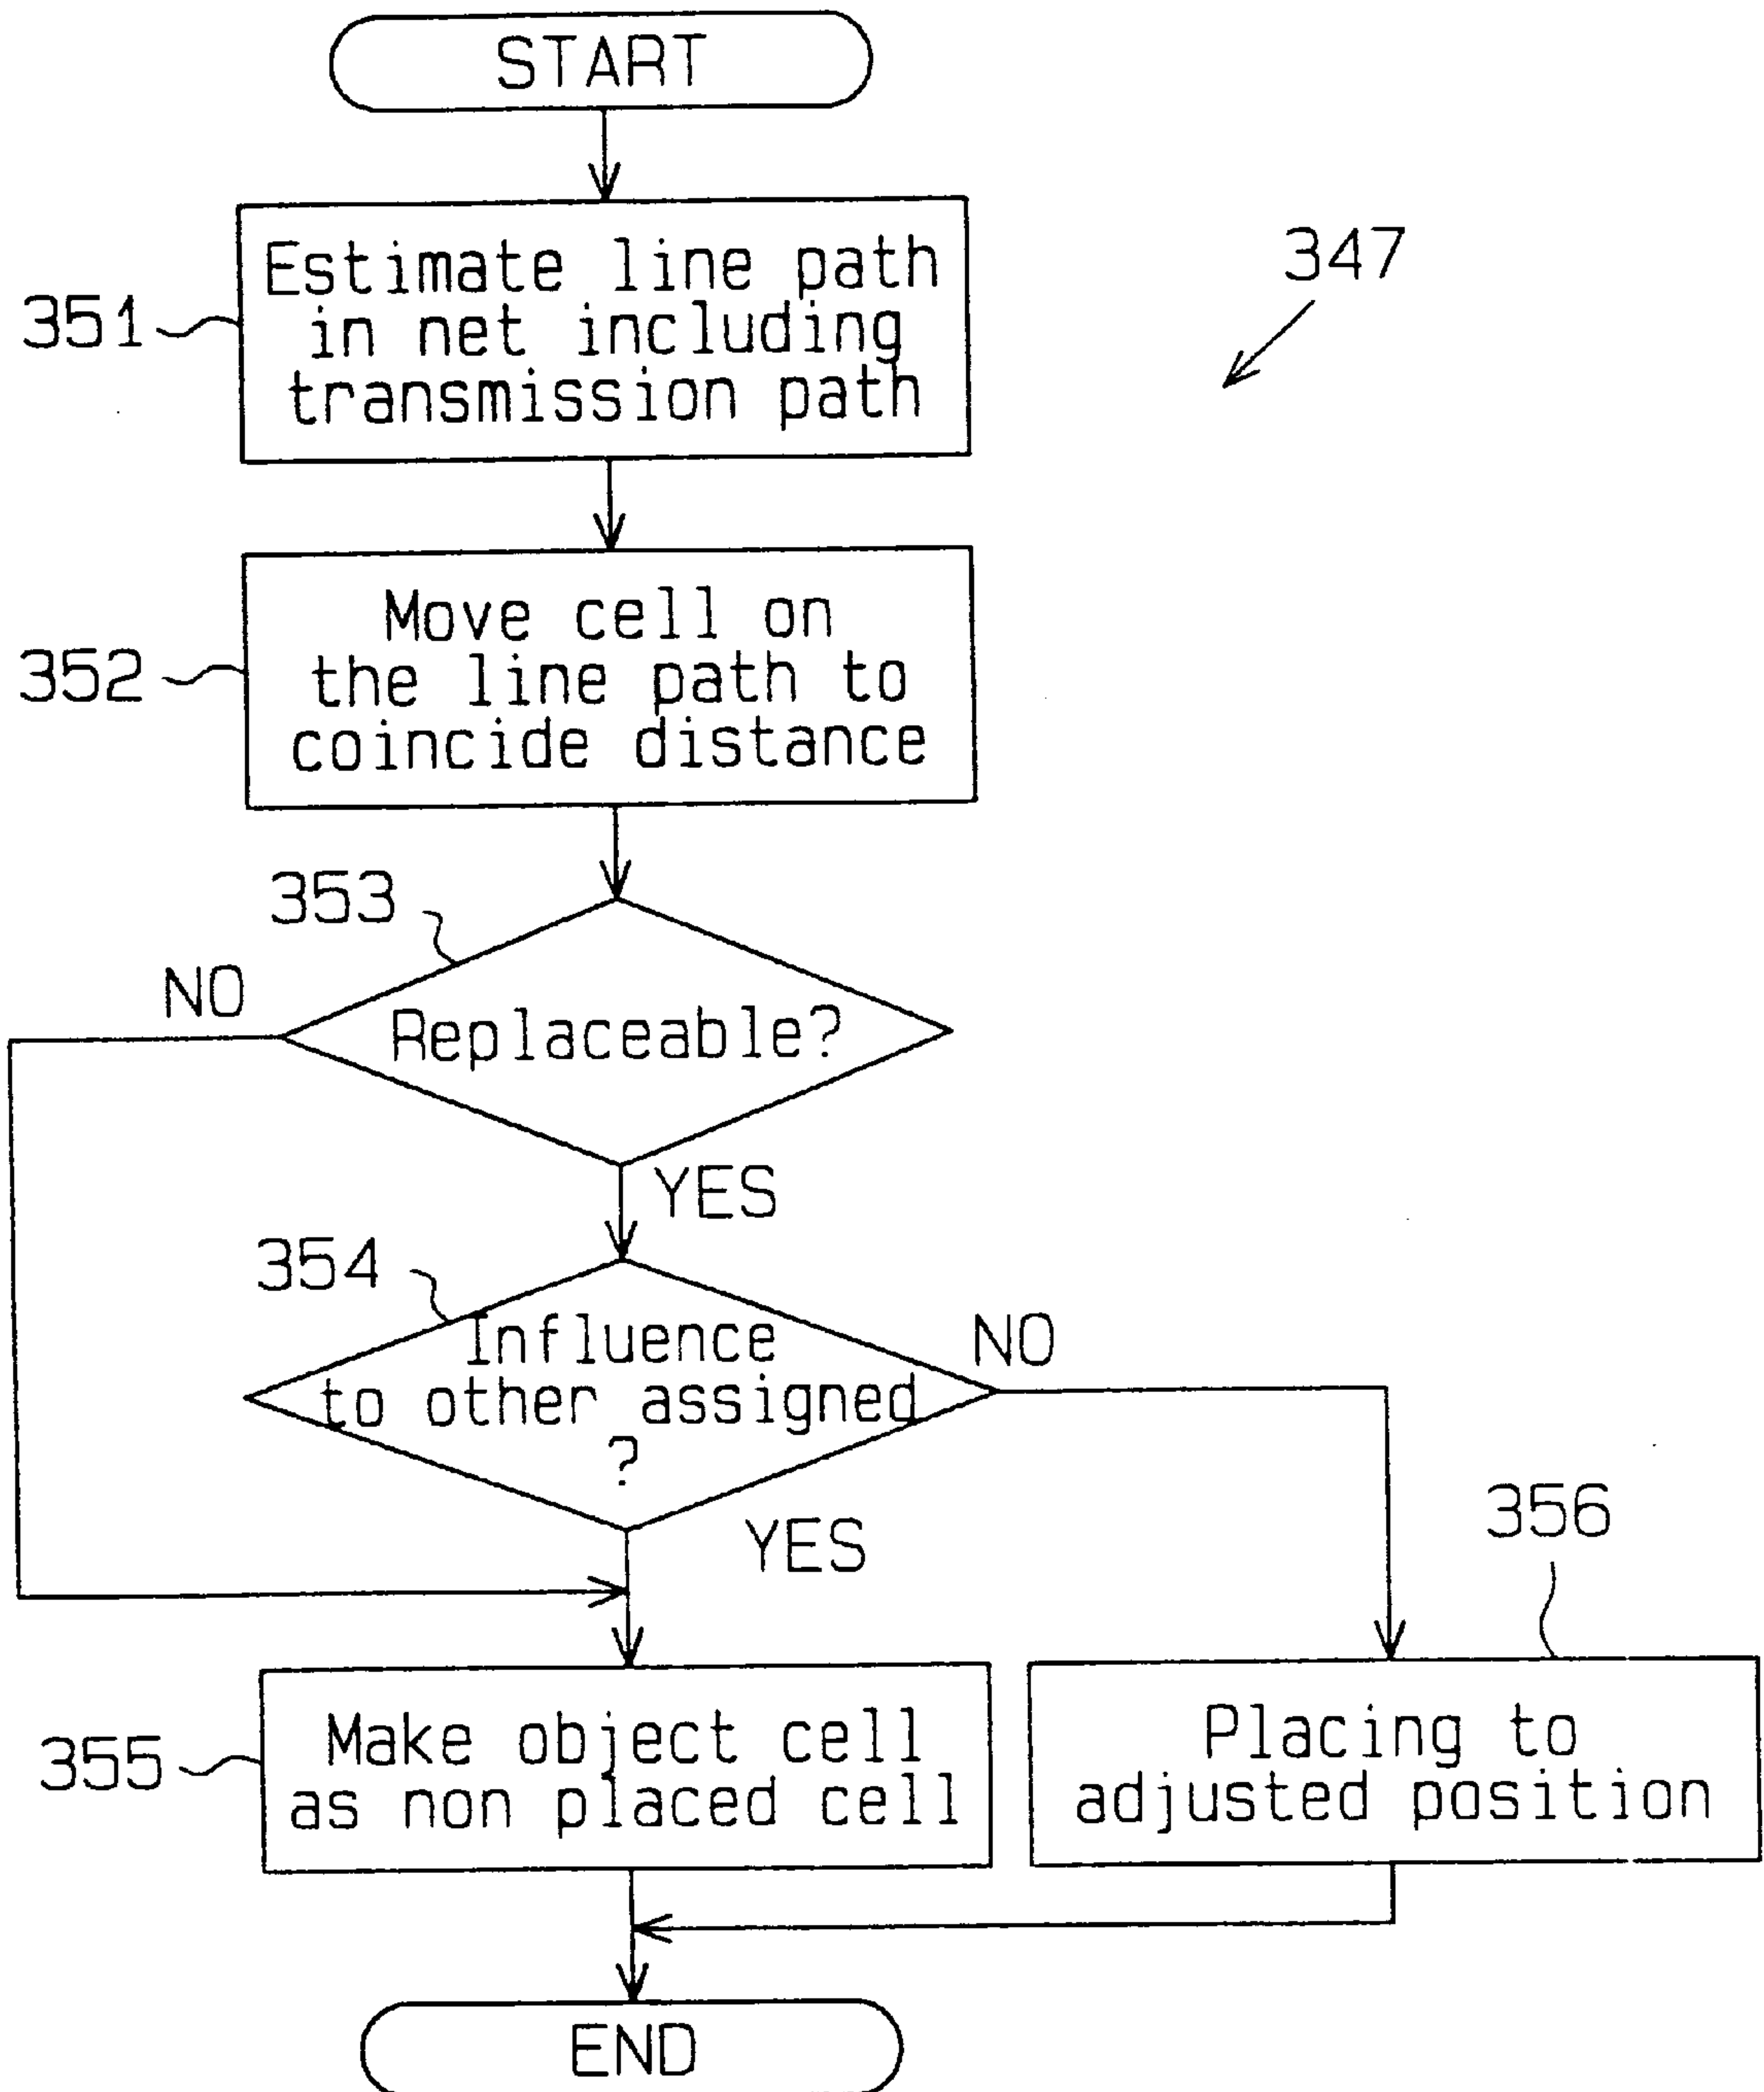 START
347
351
Estimate line path
in net including
transmission path
352
Move cell on
the line path to
coincide distance
353
NO
Replaceable?
YES
354
Influence
to other assigned
?
NO
YES
356
355
Make object cell
as non placed cell
Placing to
adjusted position
END